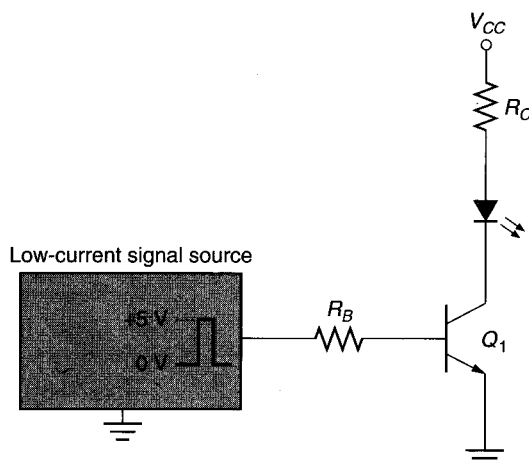 V_CC
R_C
Low-current signal source
+5 V
0 V
R_B
Q_1